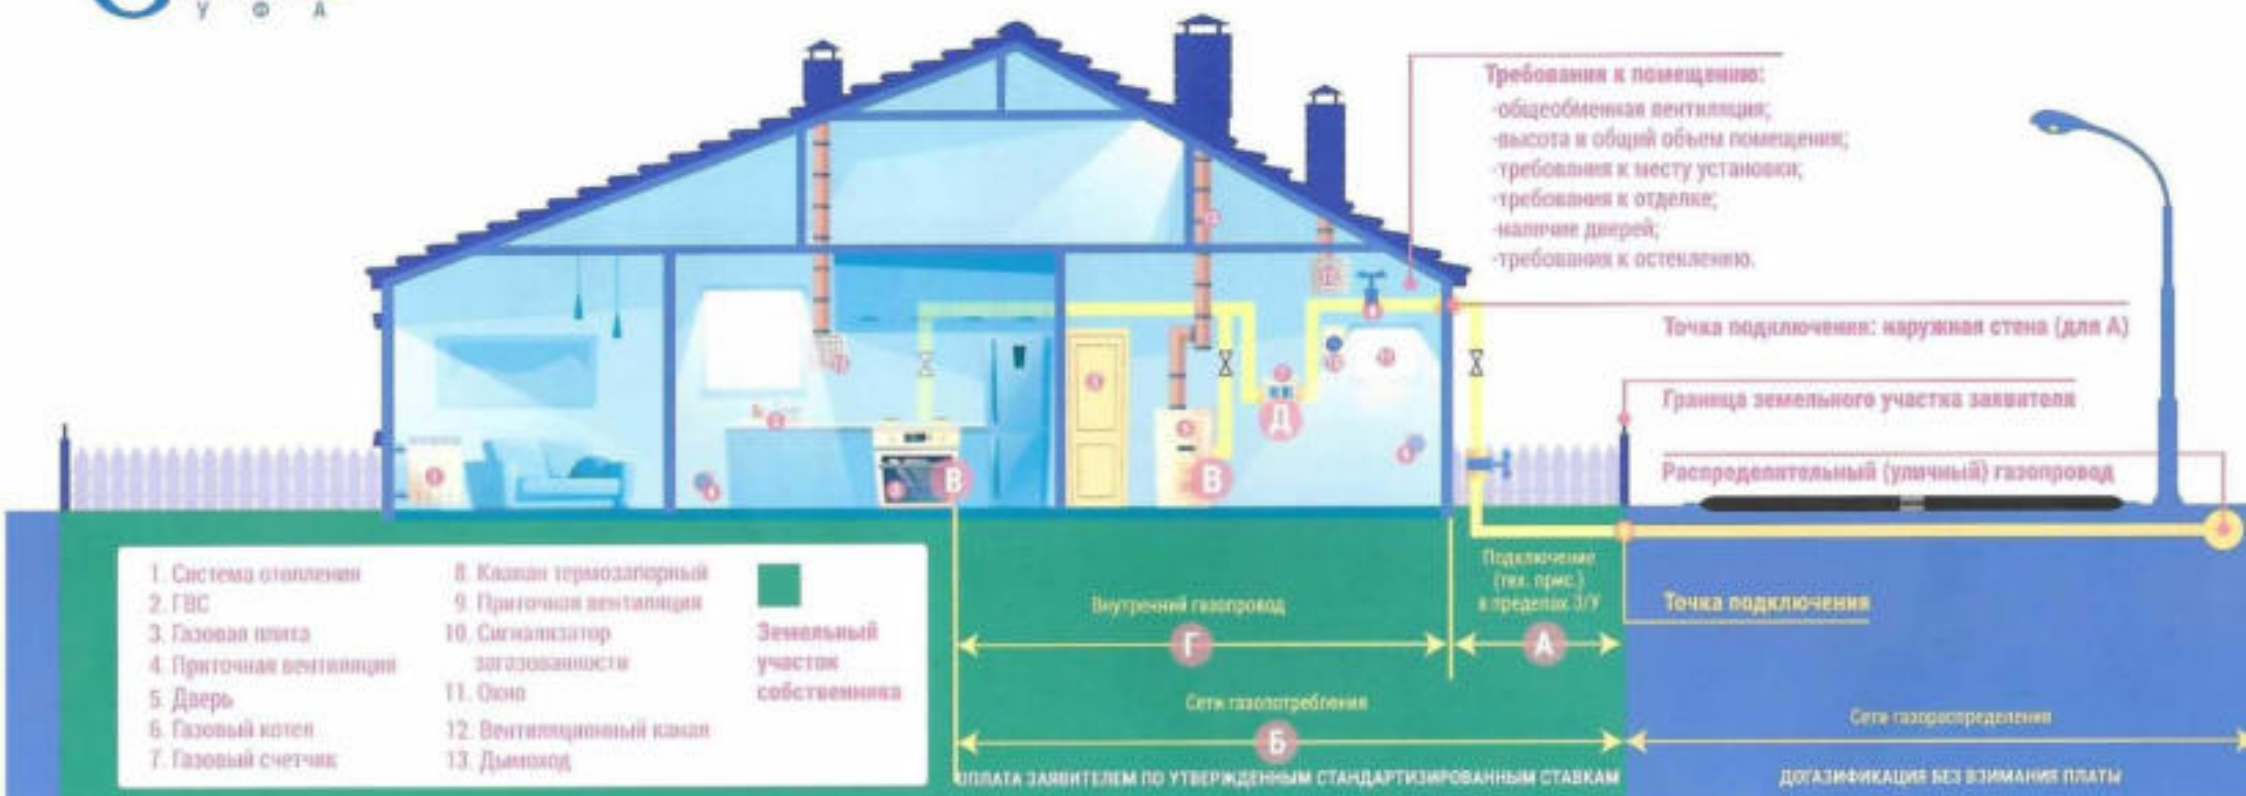 УФА
Требования к помещению:
-общеобменная вентиляция;
-высота и общий объем помещения;
-требования к месту установки;
-требования к отделке;
-наличие дверей;
-требования к остеклению.
Точка подключения: наружная стена (для А)
Граница земельного участка заявителя
Распределительный (уличный) газопровод
Д
В
В
1. Система отопления
2. ГВС
3. Газовая плита
4. Приточная вентиляция
5. Дверь
6. Газовый котел
7. Газовый счетчик
8. Клапан термозапорный
9. Приточная вентиляция
10. Сигнализатор
загазованности
11. Окно
12. Вентиляционный канал
13. Дымоход
Земельный
участок
собственника
Подключение
(тех. прис.)
в пределах З/У
Внутренний газопровод
Г
А
Точка подключения
Сети газопотребления
Б
Сети газораспределения
ОПЛАТА ЗАЯВИТЕЛЕМ ПО УТВЕРЖДЕННЫМ СТАНДАРТИЗИРОВАННЫМ СТАВКАМ
ДОГАЗИФИКАЦИЯ БЕЗ ВЗИМАНИЯ ПЛАТЫ